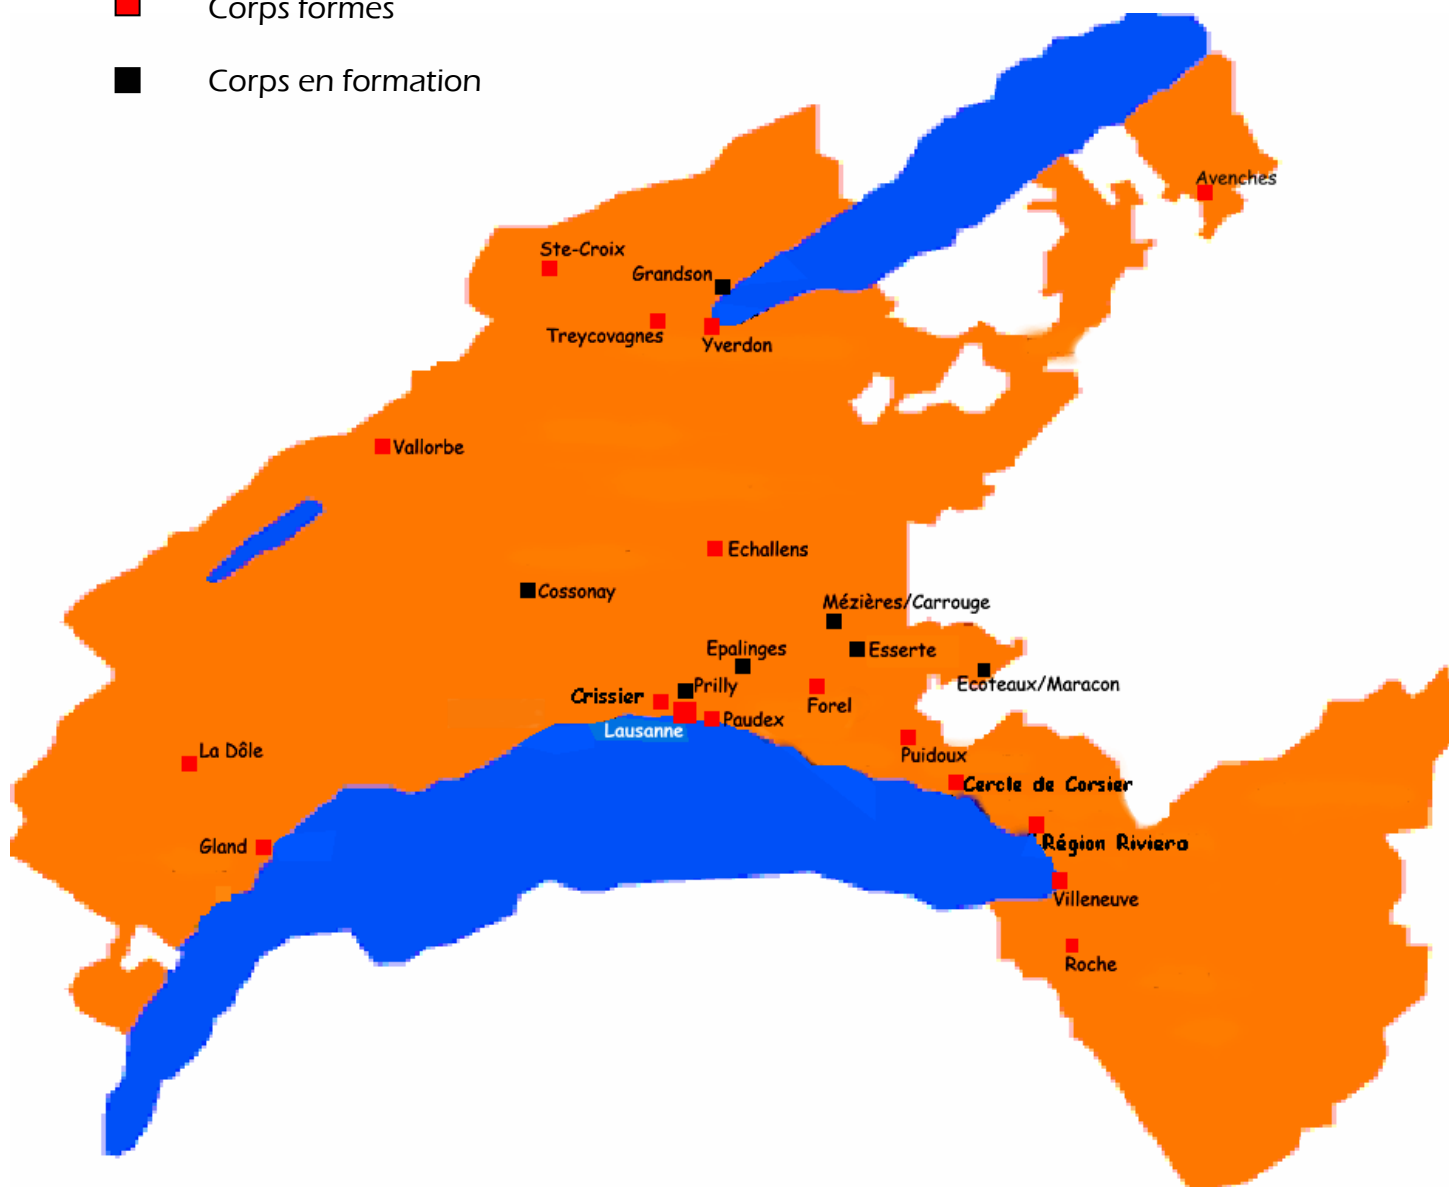 Corps formés
Corps en formation
Avenches
Ste-Croix
Grandson
Treycovagnes
Yverdon
Vallorbe
Echallens
Cossonay
Mézières/Carrouge
Epalinges
Esserte
Prilly
Ecoteaux/Maracon
Crissier
Forel
Paudex
Lausanne
La Dôle
Puidoux
Cercle de Corsier
Gland
Région Riviera
Villeneuve
Roche